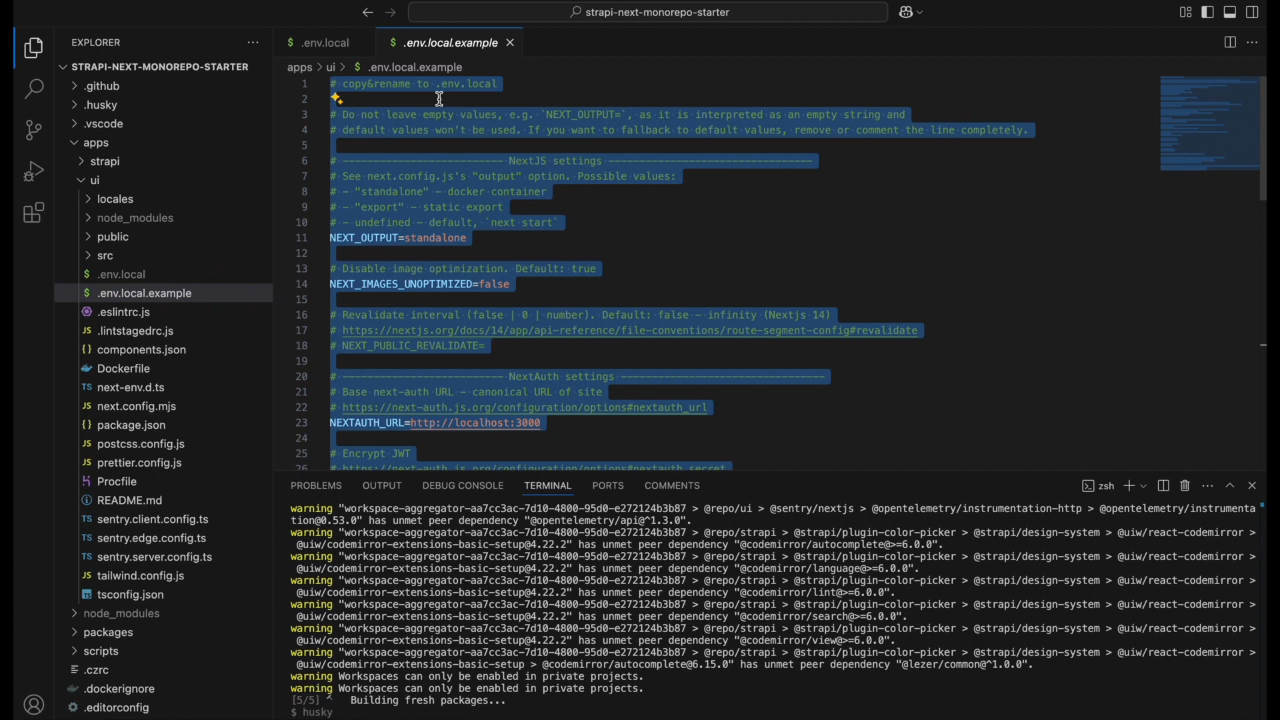 strapi-next-monorepo-starter
EXPLORER
STRAPI-NEXT-MONOREPO-STARTER
.github
.husky
.vscode
apps
strapi
ui
locales
node_modules
public
src
$ .env.local
$ .env.local.example
.eslintrc.js
JS .lintstagedrc.js
{} components.json
Dockerfile
TS next-env.d.ts
JS next.config.mjs
{} package.json
JS postcss.config.js
JS prettier.config.js
Procfile
README.md
TS sentry.client.config.ts
TS sentry.edge.config.ts
TS sentry.server.config.ts
JS tailwind.config.js
tsconfig.json
node_modules
packages
scripts
.czrc
.dockerignore
.editorconfig
$ .env.local
$ .env.local.example
apps > ui > $ .env.local.example
1 # copy&rename to .env.local
2
3 # Do not leave empty values, e.g. `NEXT_OUTPUT=`, as it is interpreted as an empty string and
4 # default values won't be used. If you want to fallback to default values, remove or comment the line completely.
5
6 # ------------------------- NextJS settings ------------------------------
7 # See next.config.js's "output" option. Possible values:
8 # - "standalone" - docker container
9 # - "export" - static export
10 # - undefined - default, `next start`
11 NEXT_OUTPUT=standalone
12
13 # Disable image optimization. Default: true
14 NEXT_IMAGES_UNOPTIMIZED=false
15
16 # Revalidate interval (false | 0 | number). Default: false - infinity (Nextjs 14)
17 # https://nextjs.org/docs/14/app/api-reference/file-conventions/route-segment-config#revalidate
18 # NEXT_PUBLIC_REVALIDATE=
19
20 # ------------------------- NextAuth settings ------------------------------
21 # Base next-auth URL - canonical URL of site
22 # https://next-auth.js.org/configuration/options#nextauth_url
23 NEXTAUTH_URL=http://localhost:3000
24
25 # Encrypt JWT
26 # https://next-auth.js.org/configuration/options#nextauth_secret
PROBLEMS OUTPUT DEBUG CONSOLE TERMINAL PORTS COMMENTS
zsh
warning "workspace-aggregator-aa7cc3ac-7d10-4800-95d0-e272124b3b87 > @repo/ui > @sentry/nextjs > @opentelemetry/instrumentation-http > @opentelemetry/instrumenta
tion@0.53.0" has unmet peer dependency "@opentelemetry/api@^1.3.0".
warning "workspace-aggregator-aa7cc3ac-7d10-4800-95d0-e272124b3b87 > @repo/strapi > @strapi/plugin-color-picker > @strapi/design-system > @uiw/react-codemirror >
@uiw/codemirror-extensions-basic-setup@4.22.2" has unmet peer dependency "@codemirror/autocomplete@>=6.0.0".
warning "workspace-aggregator-aa7cc3ac-7d10-4800-95d0-e272124b3b87 > @repo/strapi > @strapi/plugin-color-picker > @strapi/design-system > @uiw/react-codemirror >
@uiw/codemirror-extensions-basic-setup@4.22.2" has unmet peer dependency "@codemirror/language@>=6.0.0".
warning "workspace-aggregator-aa7cc3ac-7d10-4800-95d0-e272124b3b87 > @repo/strapi > @strapi/plugin-color-picker > @strapi/design-system > @uiw/react-codemirror >
@uiw/codemirror-extensions-basic-setup@4.22.2" has unmet peer dependency "@codemirror/lint@>=6.0.0".
warning "workspace-aggregator-aa7cc3ac-7d10-4800-95d0-e272124b3b87 > @repo/strapi > @strapi/plugin-color-picker > @strapi/design-system > @uiw/react-codemirror >
@uiw/codemirror-extensions-basic-setup@4.22.2" has unmet peer dependency "@codemirror/search@>=6.0.0".
warning "workspace-aggregator-aa7cc3ac-7d10-4800-95d0-e272124b3b87 > @repo/strapi > @strapi/plugin-color-picker > @strapi/design-system > @uiw/react-codemirror >
@uiw/codemirror-extensions-basic-setup@4.22.2" has unmet peer dependency "@codemirror/view@>=6.0.0".
warning "workspace-aggregator-aa7cc3ac-7d10-4800-95d0-e272124b3b87 > @repo/strapi > @strapi/plugin-color-picker > @strapi/design-system > @uiw/react-codemirror >
@uiw/codemirror-extensions-basic-setup > @codemirror/autocomplete@6.15.0" has unmet peer dependency "@lezer/common@^1.0.0".
warning Workspaces can only be enabled in private projects.
warning Workspaces can only be enabled in private projects.
[5/5] Building fresh packages...
$ husky